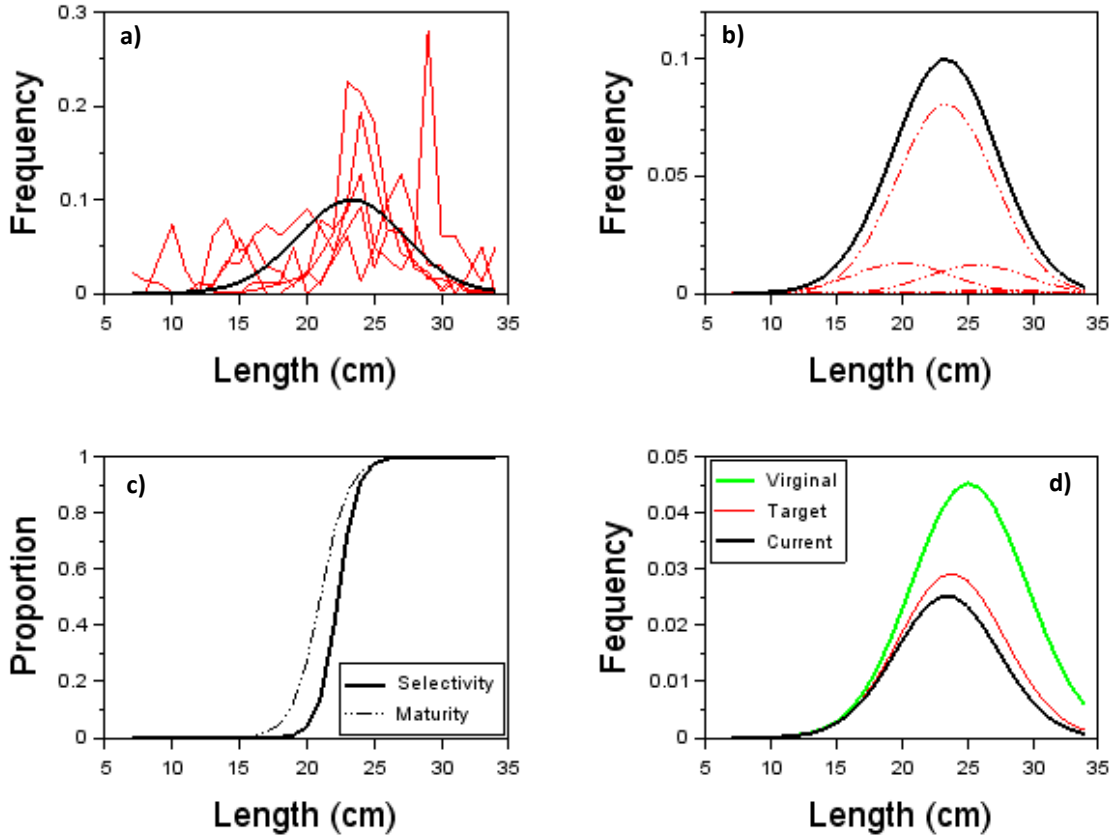 a)
Frequency
0.3
0.2
0.1
0
5 10 15 20 25 30 35
Length (cm)
b)
Frequency
0.1
0.05
0
5 10 15 20 25 30 35
Length (cm)
c)
Proportion
1
0.8
0.6
0.4
0.2
0
Selectivity
Maturity
5 10 15 20 25 30 35
Length (cm)
d)
Fequency
0.05
0.04
0.03
0.02
0.01
0
Virginal
Target
Current
5 10 15 20 25 30 35
Length (cm)